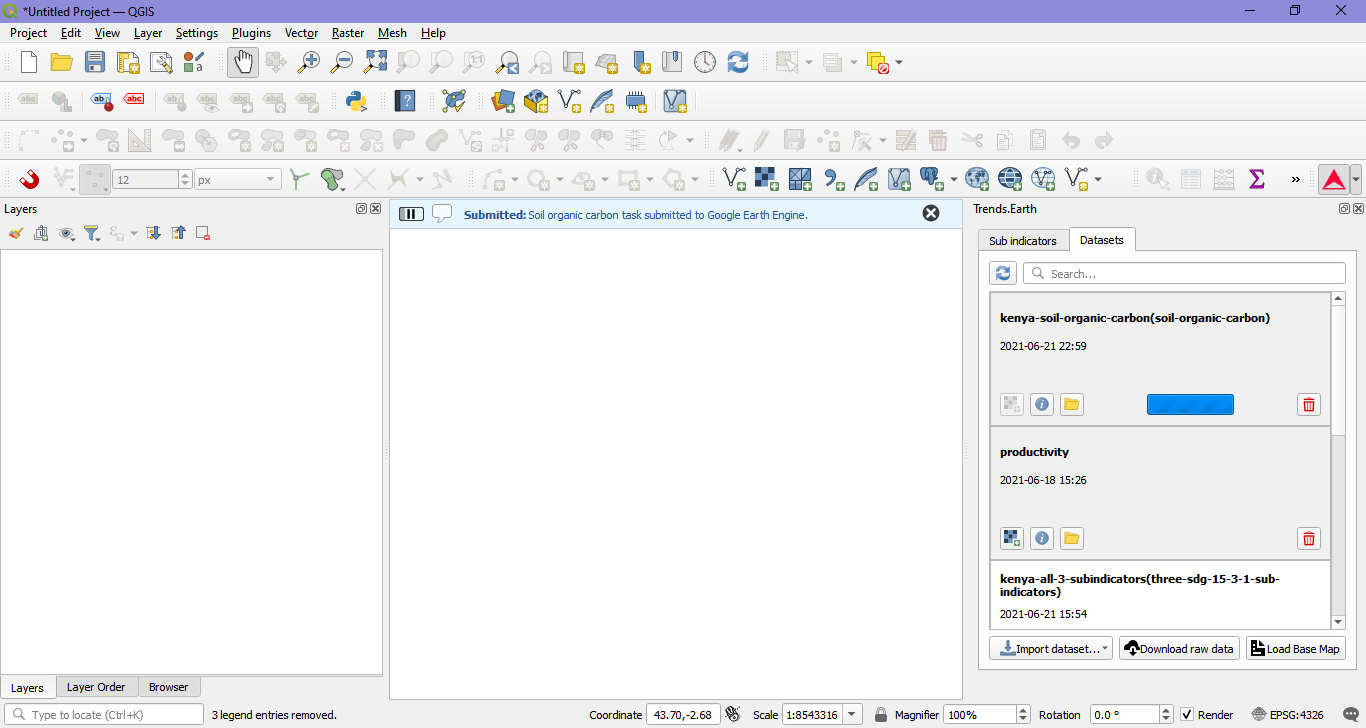 *Untitled Project — QGIS
Project Edit View Layer Settings Plugins Vector Raster Mesh Help
12 px
Layers
Submitted: Soil organic carbon task submitted to Google Earth Engine.
Trends.Earth
Sub indicators Datasets
Search...
kenya-soil-organic-carbon(soil-organic-carbon)
2021-06-21 22:59
productivity
2021-06-18 15:26
kenya-all-3-subindicators(three-sdg-15-3-1-sub-
indicators)
2021-06-21 15:54
Import dataset... Download raw data Load Base Map
Layers Layer Order Browser
Type to locate (Ctrl+K) 3 legend entries removed. Coordinate 43.70,-2.68 Scale 1:8543316 Magnifier 100% Rotation 0.0 ° Render EPSG:4326